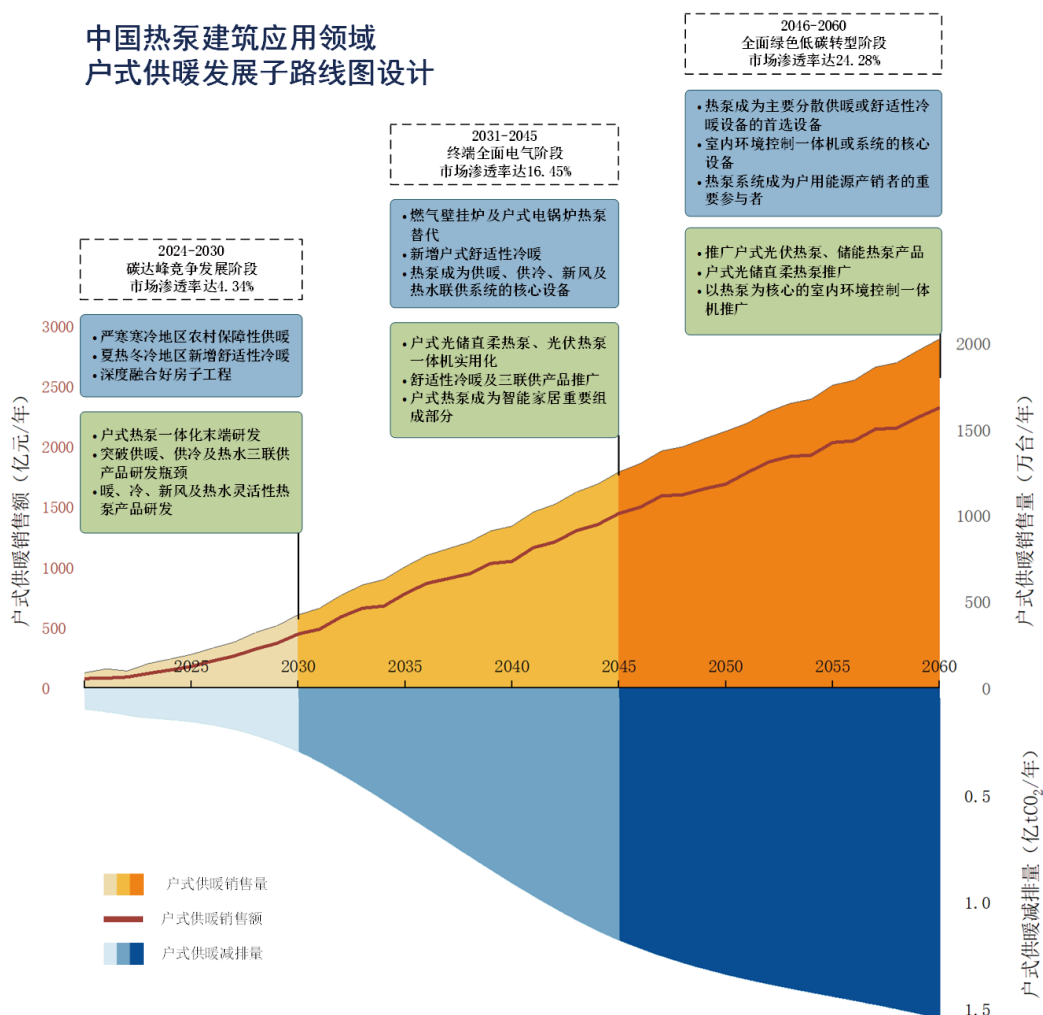 中国热泵建筑应用领域
户式供暖发展子路线图设计
2046-2060
全面绿色低碳转型阶段
市场渗透率达24.28%
•热泵成为主要分散供暖或舒适性冷
暖设备的首选设备
•室内环境控制一体机或系统的核心
设备
•热泵系统成为户用能源产销者的重
要参与者
•推广户式光伏热泵、储能热泵产品
•户式光储直柔热泵推广
•以热泵为核心的室内环境控制一体
机推广
2031-2045
终端全面电气阶段
市场渗透率达16.45%
•燃气壁挂炉及户式电锅炉热泵
替代
•新增户式舒适性冷暖
•热泵成为供暖、供冷、新风及
热水联供系统的核心设备
•户式光储直柔热泵、光伏热泵
一体机实用化
•舒适性冷暖及三联供产品推广
•户式热泵成为智能家居重要组
成部分
2024-2030
碳达峰竞争发展阶段
市场渗透率达4.34%
•严寒寒冷地区农村保障性供暖
•夏热冬冷地区新增舒适性冷暖
•深度融合好房子工程
•户式热泵一体化末端研发
•突破供暖、供冷及热水三联供
产品研发瓶颈
•暖、冷、新风及热水灵活性热
泵产品研发
户式供暖销售额（亿元/年）
3000
2500
2000
1500
1000
500
0
2025
2030
2035
2040
2045
2050
2055
2060
2000
1500
1000
500
0
户式供暖销售量（万台/年）
0.5
1.0
1.5
户式供暖减排量（亿tCO₂/年）
户式供暖销售量
户式供暖销售额
户式供暖减排量